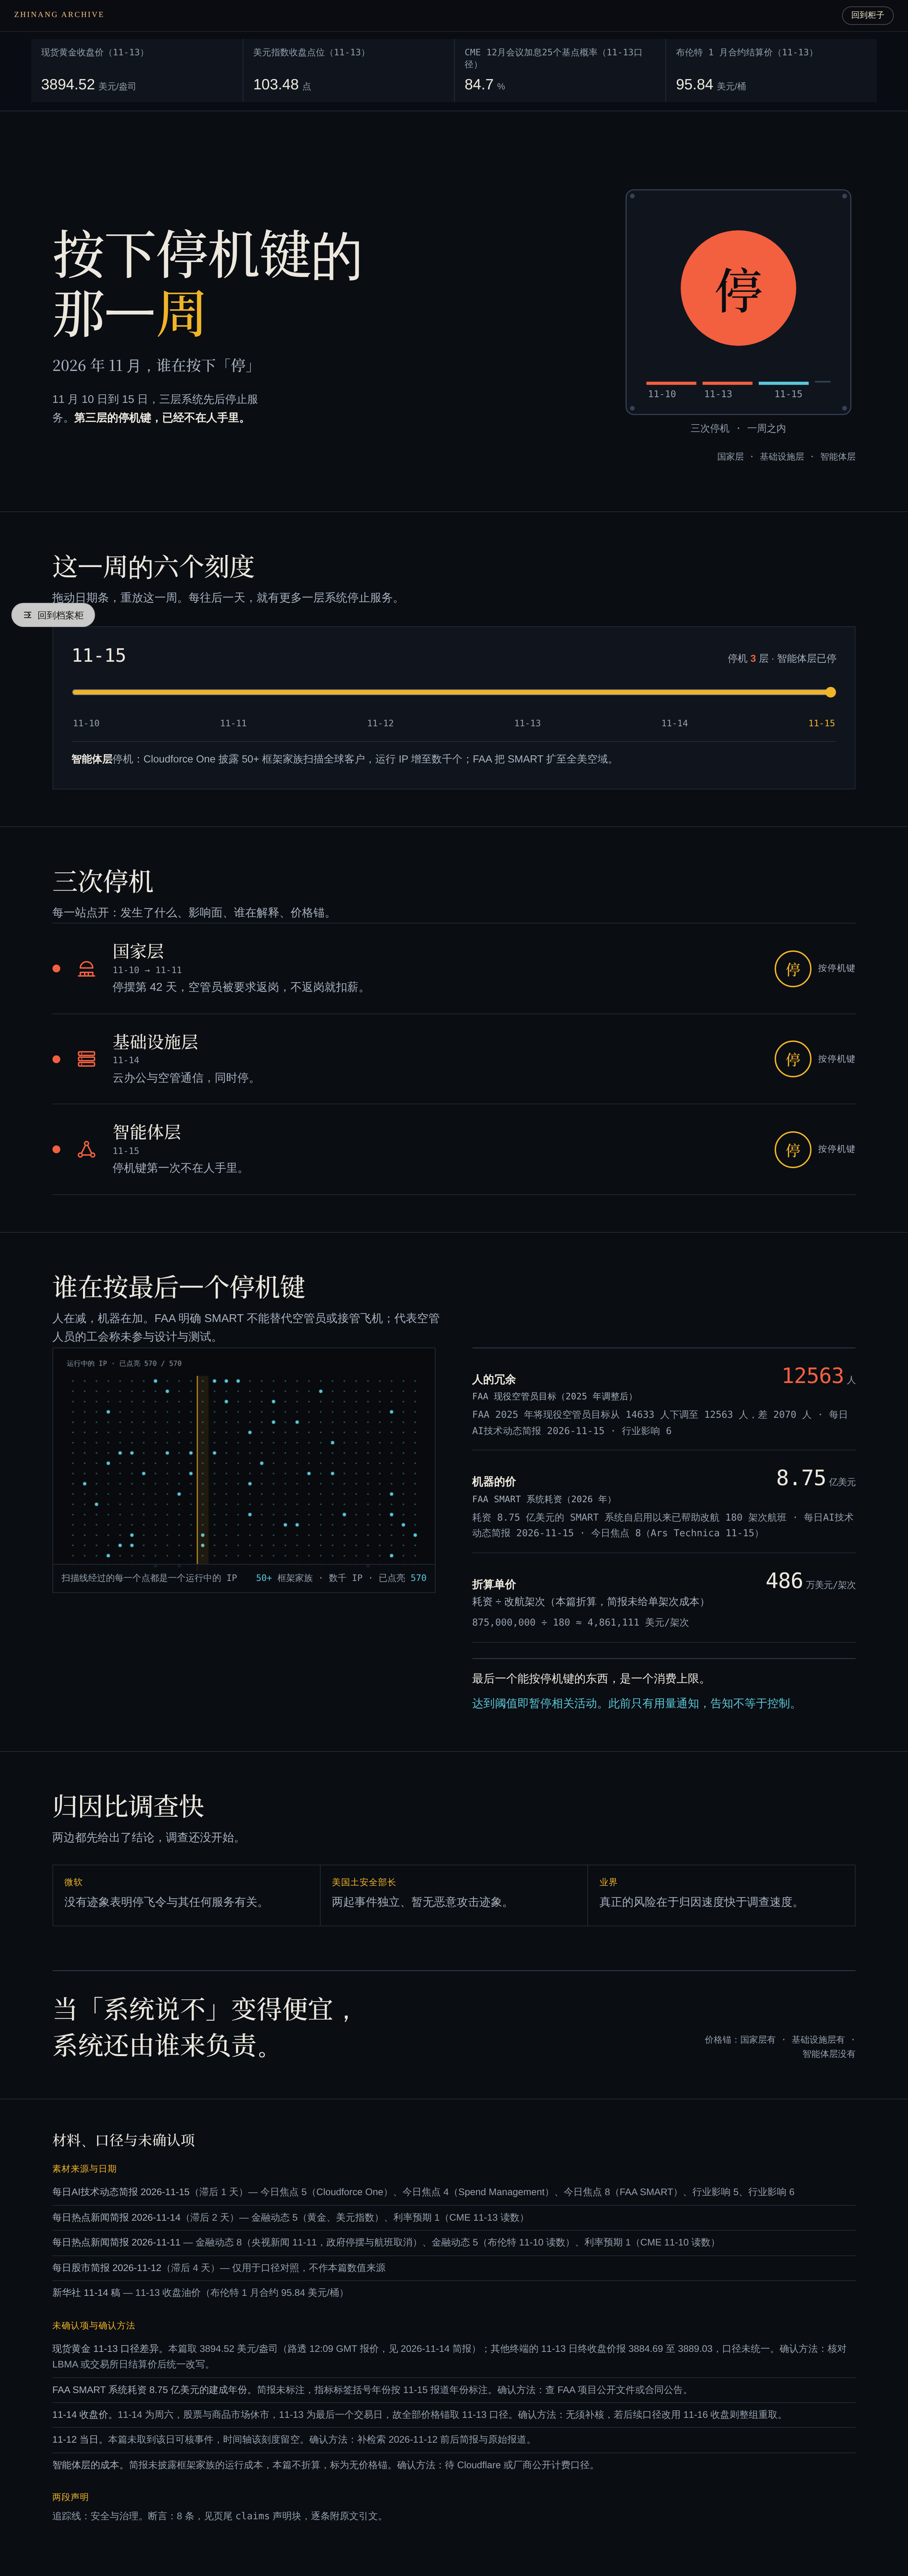 ZHINANG ARCHIVE
回到柜子
现货黄金收盘价（11-13）
3894.52 美元/盎司
美元指数收盘点位（11-13）
103.48 点
CME 12月会议加息25个基点概率（11-13口
径）
84.7 %
布伦特 1 月合约结算价（11-13）
95.84 美元/桶
按下停机键的
那一周
2026 年 11 月，谁在按下「停」
11 月 10 日到 15 日，三层系统先后停止服
务。第三层的停机键，已经不在人手里。
停
11-10
11-13
11-15
三次停机 · 一周之内
国家层 · 基础设施层 · 智能体层
这一周的六个刻度
拖动日期条，重放这一周。每往后一天，就有更多一层系统停止服务。
回到档案柜
11-15
停机 3 层 · 智能体层已停
11-10
11-11
11-12
11-13
11-14
11-15
智能体层停机：Cloudforce One 披露 50+ 框架家族扫描全球客户，运行 IP 增至数千个；FAA 把 SMART 扩至全美空域。
三次停机
每一站点开：发生了什么、影响面、谁在解释、价格锚。
国家层
11-10 → 11-11
停摆第 42 天，空管员被要求返岗，不返岗就扣薪。
停
按停机键
基础设施层
11-14
云办公与空管通信，同时停。
停
按停机键
智能体层
11-15
停机键第一次不在人手里。
停
按停机键
谁在按最后一个停机键
人在减，机器在加。FAA 明确 SMART 不能替代空管员或接管飞机；代表空管
人员的工会称未参与设计与测试。
运行中的 IP · 已点亮 570 / 570
扫描线经过的每一个点都是一个运行中的 IP
50+ 框架家族 · 数千 IP · 已点亮 570
人的冗余
12563 人
FAA 现役空管员目标（2025 年调整后）
FAA 2025 年将现役空管员目标从 14633 人下调至 12563 人，差 2070 人 · 每日
AI技术动态简报 2026-11-15 · 行业影响 6
机器的价
8.75 亿美元
FAA SMART 系统耗资（2026 年）
耗资 8.75 亿美元的 SMART 系统自启用以来已帮助改航 180 架次航班 · 每日AI技术
动态简报 2026-11-15 · 今日焦点 8（Ars Technica 11-15）
折算单价
486 万美元/架次
耗资 ÷ 改航架次（本篇折算，简报未给单架次成本）
875,000,000 ÷ 180 ≈ 4,861,111 美元/架次
最后一个能按停机键的东西，是一个消费上限。
达到阈值即暂停相关活动。此前只有用量通知，告知不等于控制。
归因比调查快
两边都先给出了结论，调查还没开始。
微软
没有迹象表明停飞令与其任何服务有关。
美国土安全部长
两起事件独立、暂无恶意攻击迹象。
业界
真正的风险在于归因速度快于调查速度。
当「系统说不」变得便宜，
系统还由谁来负责。
价格锚：国家层有 · 基础设施层有 ·
智能体层没有
材料、口径与未确认项
素材来源与日期
每日AI技术动态简报 2026-11-15（滞后 1 天）— 今日焦点 5（Cloudforce One）、今日焦点 4（Spend Management）、今日焦点 8（FAA SMART）、行业影响 5、行业影响 6
每日热点新闻简报 2026-11-14（滞后 2 天）— 金融动态 5（黄金、美元指数）、利率预期 1（CME 11-13 读数）
每日热点新闻简报 2026-11-11 — 金融动态 8（央视新闻 11-11，政府停摆与航班取消）、金融动态 5（布伦特 11-10 读数）、利率预期 1（CME 11-10 读数）
每日股市简报 2026-11-12（滞后 4 天）— 仅用于口径对照，不作本篇数值来源
新华社 11-14 稿 — 11-13 收盘油价（布伦特 1 月合约 95.84 美元/桶）
未确认项与确认方法
现货黄金 11-13 口径差异。本篇取 3894.52 美元/盎司（路透 12:09 GMT 报价，见 2026-11-14 简报）；其他终端的 11-13 日终收盘价报 3884.69 至 3889.03，口径未统一。确认方法：核对
LBMA 或交易所日结算价后统一改写。
FAA SMART 系统耗资 8.75 亿美元的建成年份。简报未标注，指标标签括号年份按 11-15 报道年份标注。确认方法：查 FAA 项目公开文件或合同公告。
11-14 收盘价。11-14 为周六，股票与商品市场休市，11-13 为最后一个交易日，故全部价格锚取 11-13 口径。确认方法：无须补核，若后续口径改用 11-16 收盘则整组重取。
11-12 当日。本篇未取到该日可核事件，时间轴该刻度留空。确认方法：补检索 2026-11-12 前后简报与原始报道。
智能体层的成本。简报未披露框架家族的运行成本，本篇不折算，标为无价格锚。确认方法：待 Cloudflare 或厂商公开计费口径。
两段声明
追踪线：安全与治理。断言：8 条，见页尾 claims 声明块，逐条附原文引文。